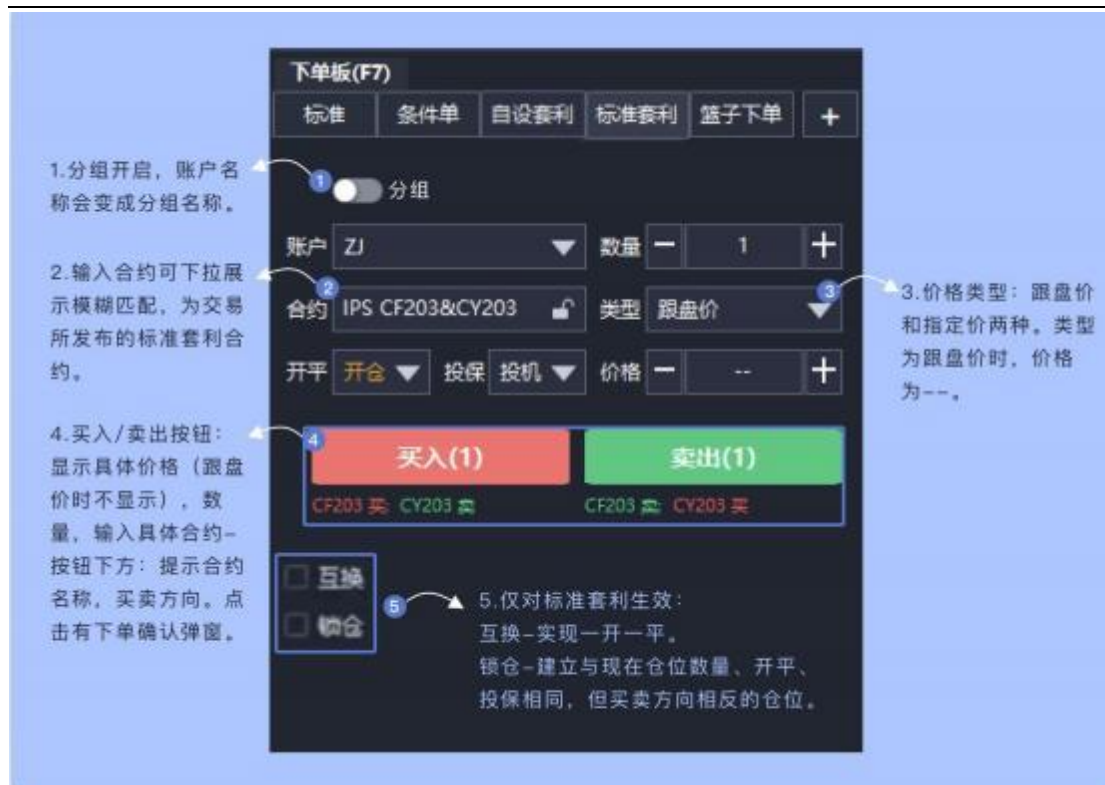 下单板(F7)
标准 条件单 自设套利 标准套利 篮子下单 +
1 分组
账户 ZJ 数量 − 1 +
2
合约 IPS CF203&CY203 类型 跟盘价 3
开平 开仓 投保 投机 价格 − -- +
4
买入(1) 卖出(1)
CF203 买; CY203 卖 CF203 卖; CY203 买
互换
锁仓
5
1.分组开启，账户名
称会变成分组名称。
2.输入合约可下拉展
示模糊匹配，为交易
所发布的标准套利合
约。
3.价格类型：跟盘价
和指定价两种。类型
为跟盘价时，价格
为--。
4.买入/卖出按钮：
显示具体价格（跟盘
价时不显示），数
量，输入具体合约-
按钮下方：提示合约
名称，买卖方向。点
击有下单确认弹窗。
5.仅对标准套利生效：
互换-实现一开一平。
锁仓-建立与现在仓位数量、开平、
投保相同，但买卖方向相反的仓位。